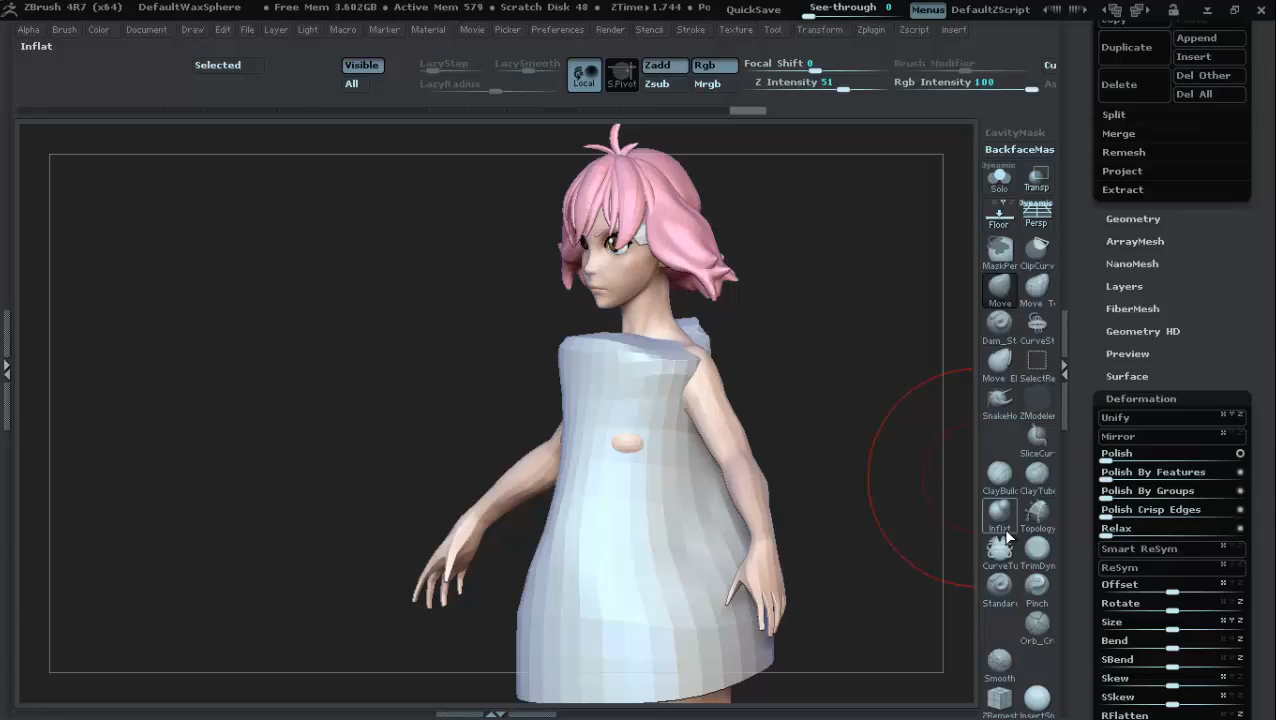 ZBrush 4R7 (x64) DefaultWaxSphere • Free Mem 3.602GB • Active Mem 579 • Scratch Disk 48 • ZTime▸1.744 • Po QuickSave See-through 0 Menus DefaultZScript
Alpha Brush Color Document Draw Edit File Layer Light Macro Marker Material Movie Picker Preferences Render Stencil Stroke Texture Tool Transform Zplugin Zscript insert
Inflat
Selected
Visible
All
LazyStep
LazySmooth
LazyRadius
Local
S.Pivot
Zadd
Rgb
Zsub
Mrgb
Focal Shift 0
Z Intensity 51
Brush Modifier
Rgb Intensity 100
Cu
As
CavityMask
BackfaceMas
Dynamic
Solo
Transp
Floor
Dynamic
Persp
MaskPer
ClipCurv
Move
Move T
Dam_St
CurveSt
Move El
SelectRe
SnakeHo
ZModeler
SliceCur
ClayBuil
ClayTube
Inflat
Topology
CurveTu
TrimDyn
Standard
Pinch
Orb_Cr
Smooth
ZRemest
InsertSp
Duplicate
Append
Insert
Delete
Del Other
Del All
Split
Merge
Remesh
Project
Extract
Geometry
ArrayMesh
NanoMesh
Layers
FiberMesh
Geometry HD
Preview
Surface
Deformation
Unify
Mirror
Polish
Polish By Features
Polish By Groups
Polish Crisp Edges
Relax
Smart ReSym
ReSym
Offset
Rotate
Size
Bend
SBend
Skew
SSkew
RFlatten